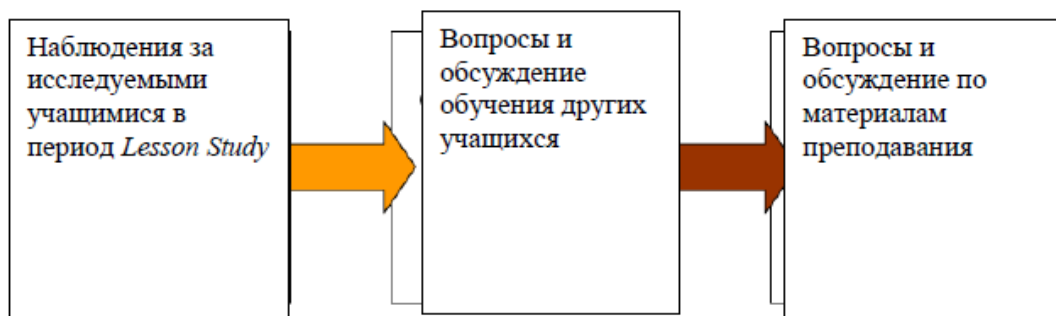 Наблюдения за
исследуемыми
учащимися в
период Lesson Study
Вопросы и
обсуждение
обучения других
учащихся
Вопросы и
обсуждение по
материалам
преподавания